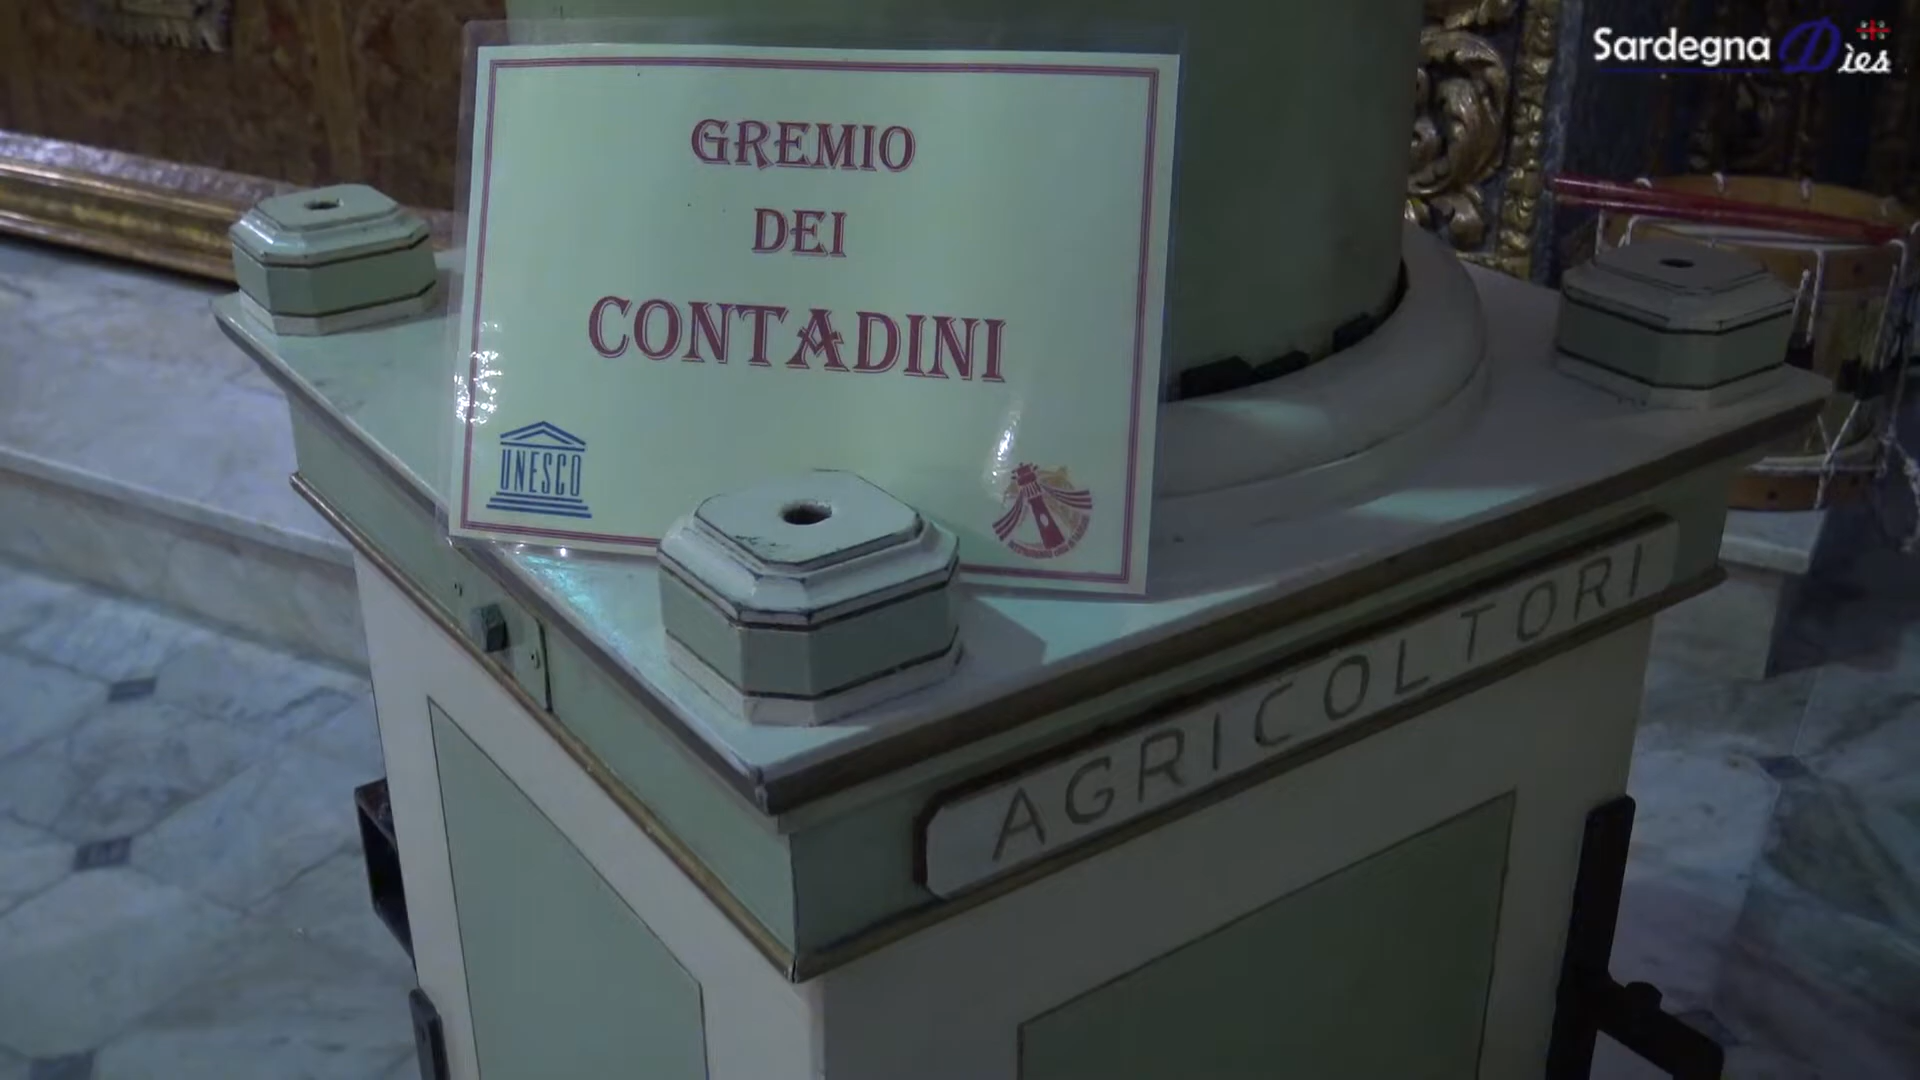 Sardegna Dies
GREMIO
DEI
CONTADINI
UNESCO
AGRICOLTORI